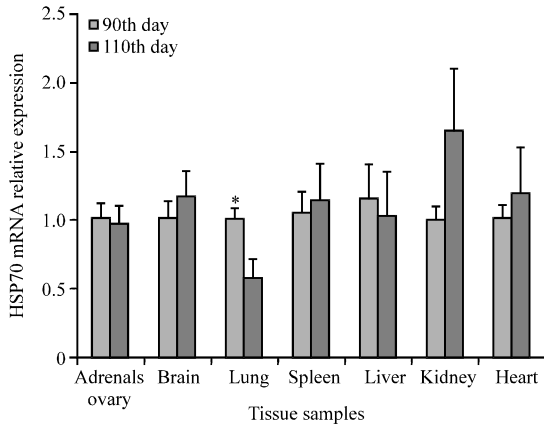 2.5
90th day
110th day
2.0
1.5
*
1.0
0.5
0
HSP70 mRNA relative expression
Adrenals Brain Lung Spleen Liver Kidney Heart
ovary
Tissue samples